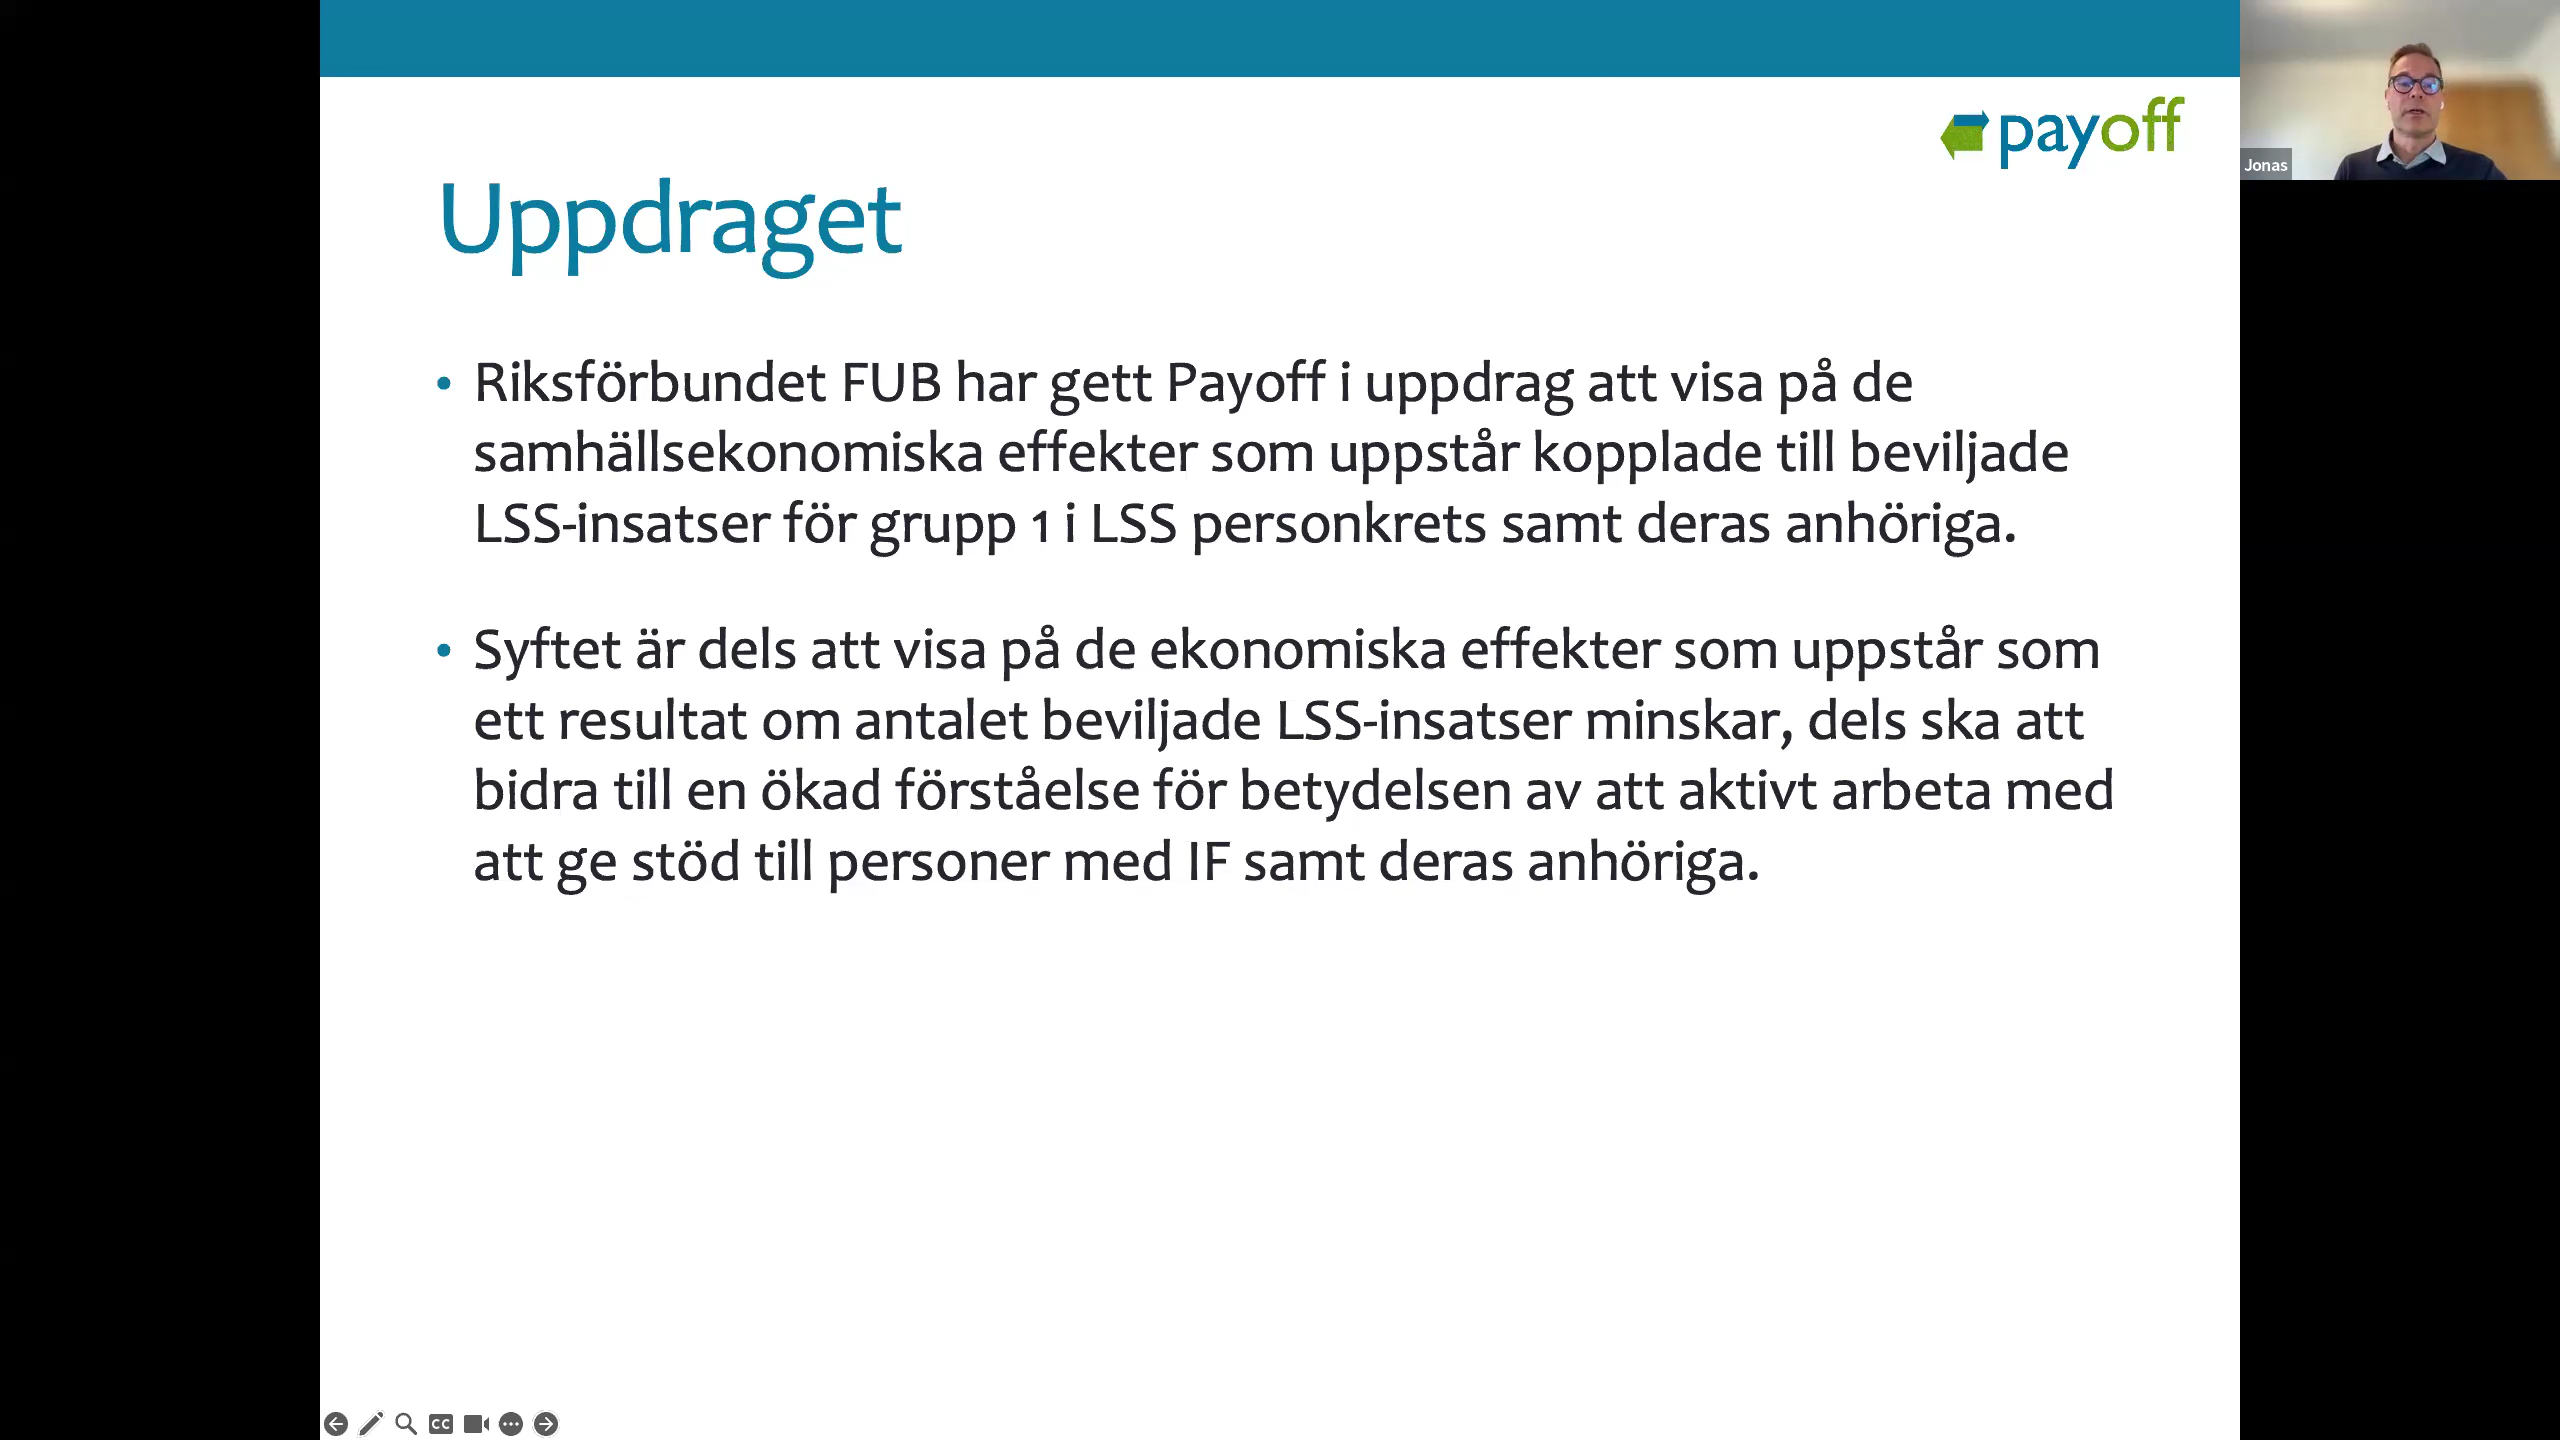 payoff
Jonas
Uppdraget
• Riksförbundet FUB har gett Payoff i uppdrag att visa på de
samhällsekonomiska effekter som uppstår kopplade till beviljade
LSS-insatser för grupp 1 i LSS personkrets samt deras anhöriga.
• Syftet är dels att visa på de ekonomiska effekter som uppstår som
ett resultat om antalet beviljade LSS-insatser minskar, dels ska att
bidra till en ökad förståelse för betydelsen av att aktivt arbeta med
att ge stöd till personer med IF samt deras anhöriga.
CC